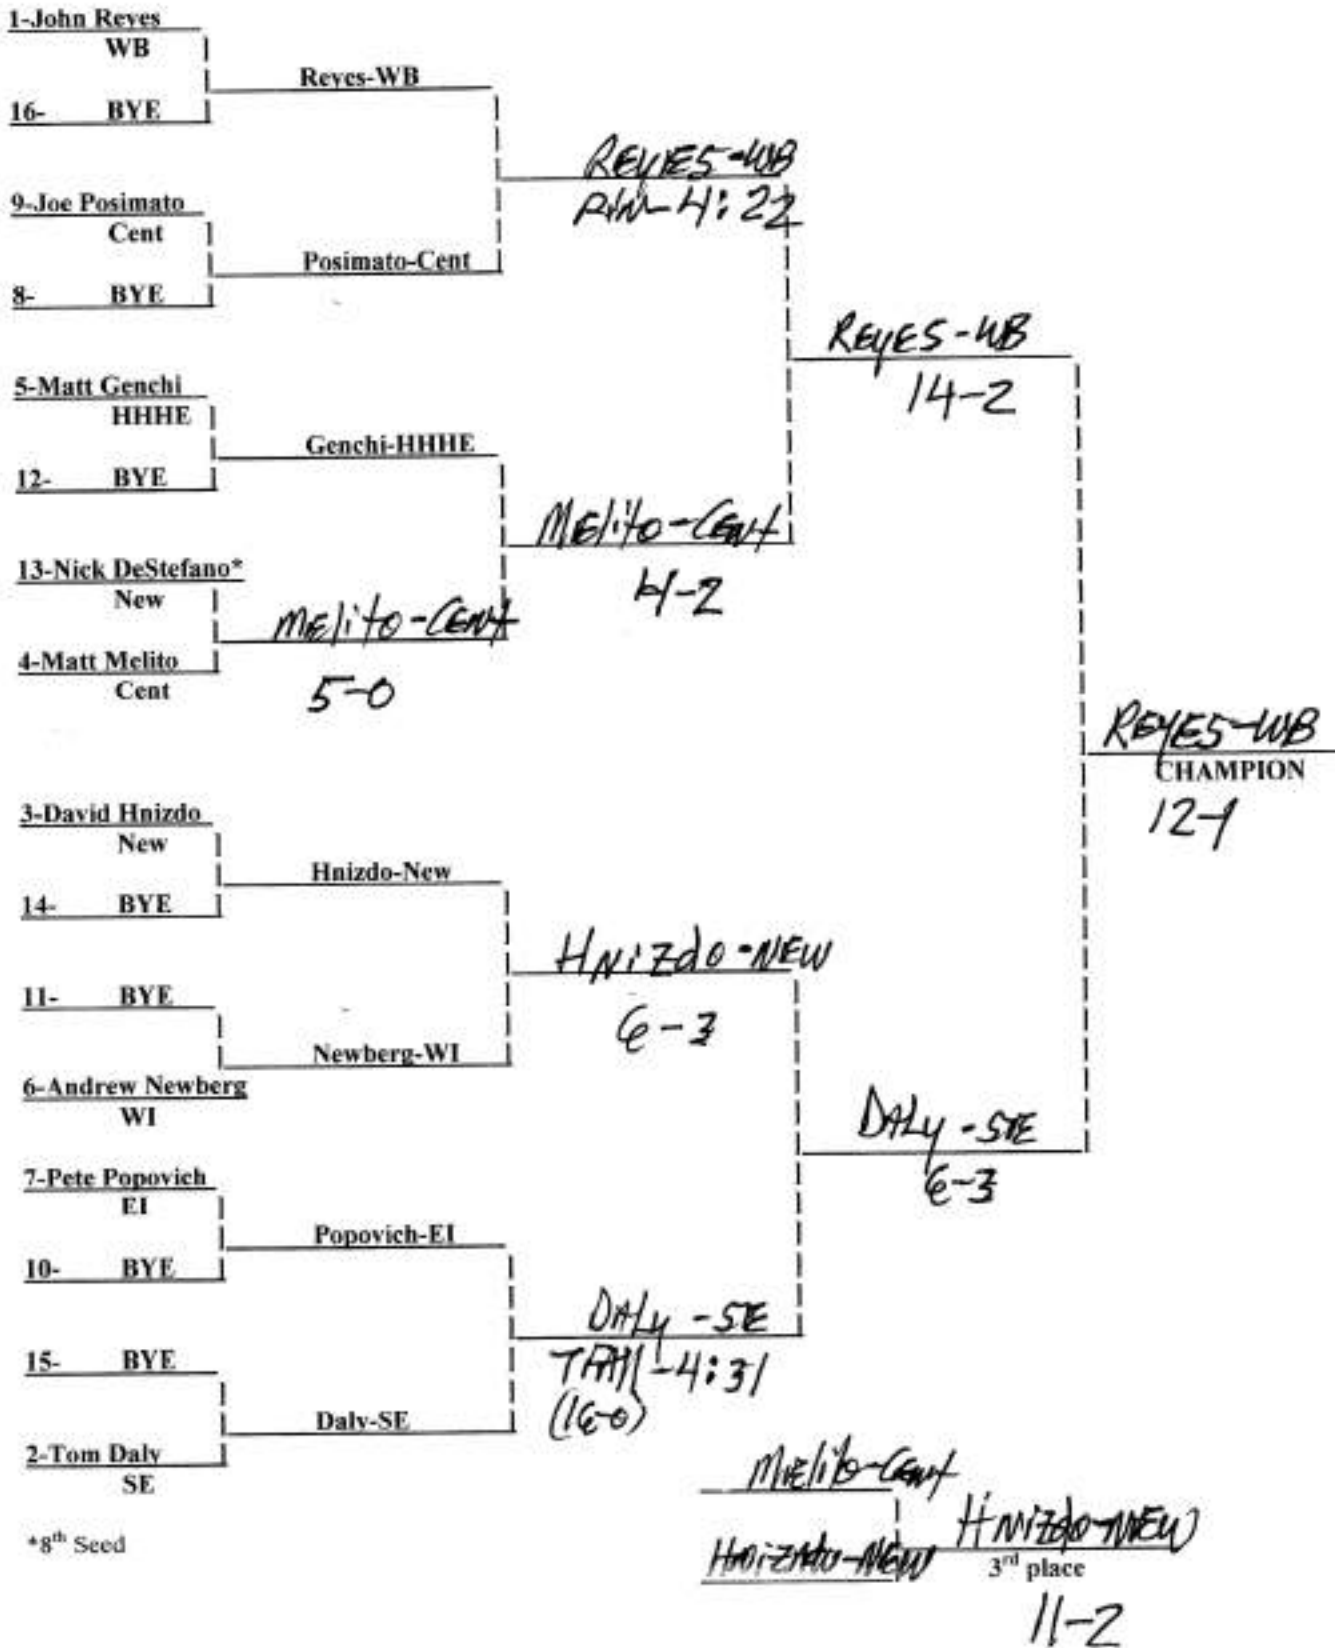 1-John Reyes
WB
16- BYE
Reyes-WB
9-Joe Posimato
Cent
8- BYE
Posimato-Cent
REYES-WB
PIN-4:22
5-Matt Genchi
HHHE
12- BYE
Genchi-HHHE
13-Nick DeStefano*
New
4-Matt Melito
Cent
MElito-CENt
5-0
MElito-CENt
4-2
REYES-WB
14-2
3-David Hnizdo
New
14- BYE
Hnizdo-New
11- BYE
6-Andrew Newberg
WI
Newberg-WI
HNiZdo-NEW
6-3
7-Pete Popovich
EI
10- BYE
Popovich-EI
15- BYE
2-Tom Daly
SE
Daly-SE
DALy-SE
4:31
(16-0)
DALy-SE
6-3
REYES-WB
CHAMPION
MElito-CENt
HNiZdo-NEW
HNiZdo-NEW
3rd place
11-2
*8th Seed